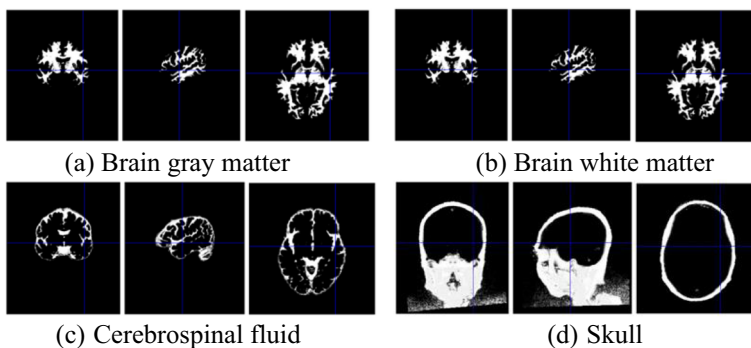 (a) Brain gray matter
(b) Brain white matter
(c) Cerebrospinal fluid
(d) Skull